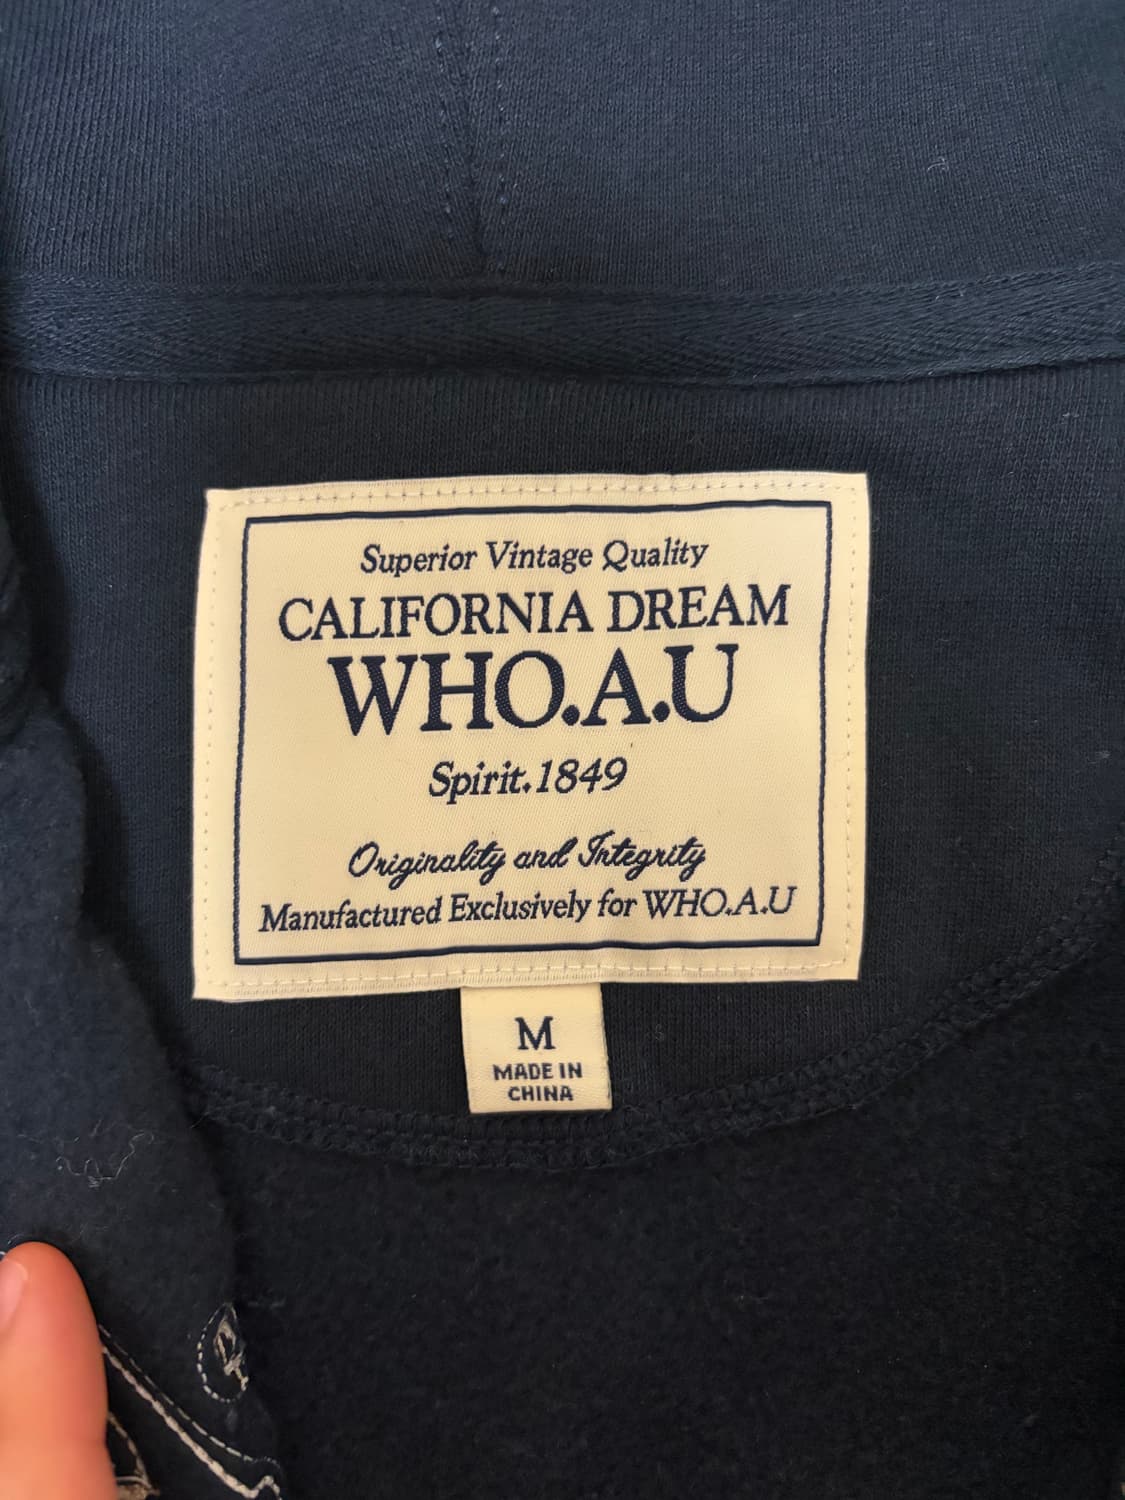 Superior Vintage Quality
CALIFORNIA DREAM
WHO.A.U
Spirit.1849
Originality and Integrity
Manufactured Exclusively for WHO.A.U
M
MADE IN
CHINA